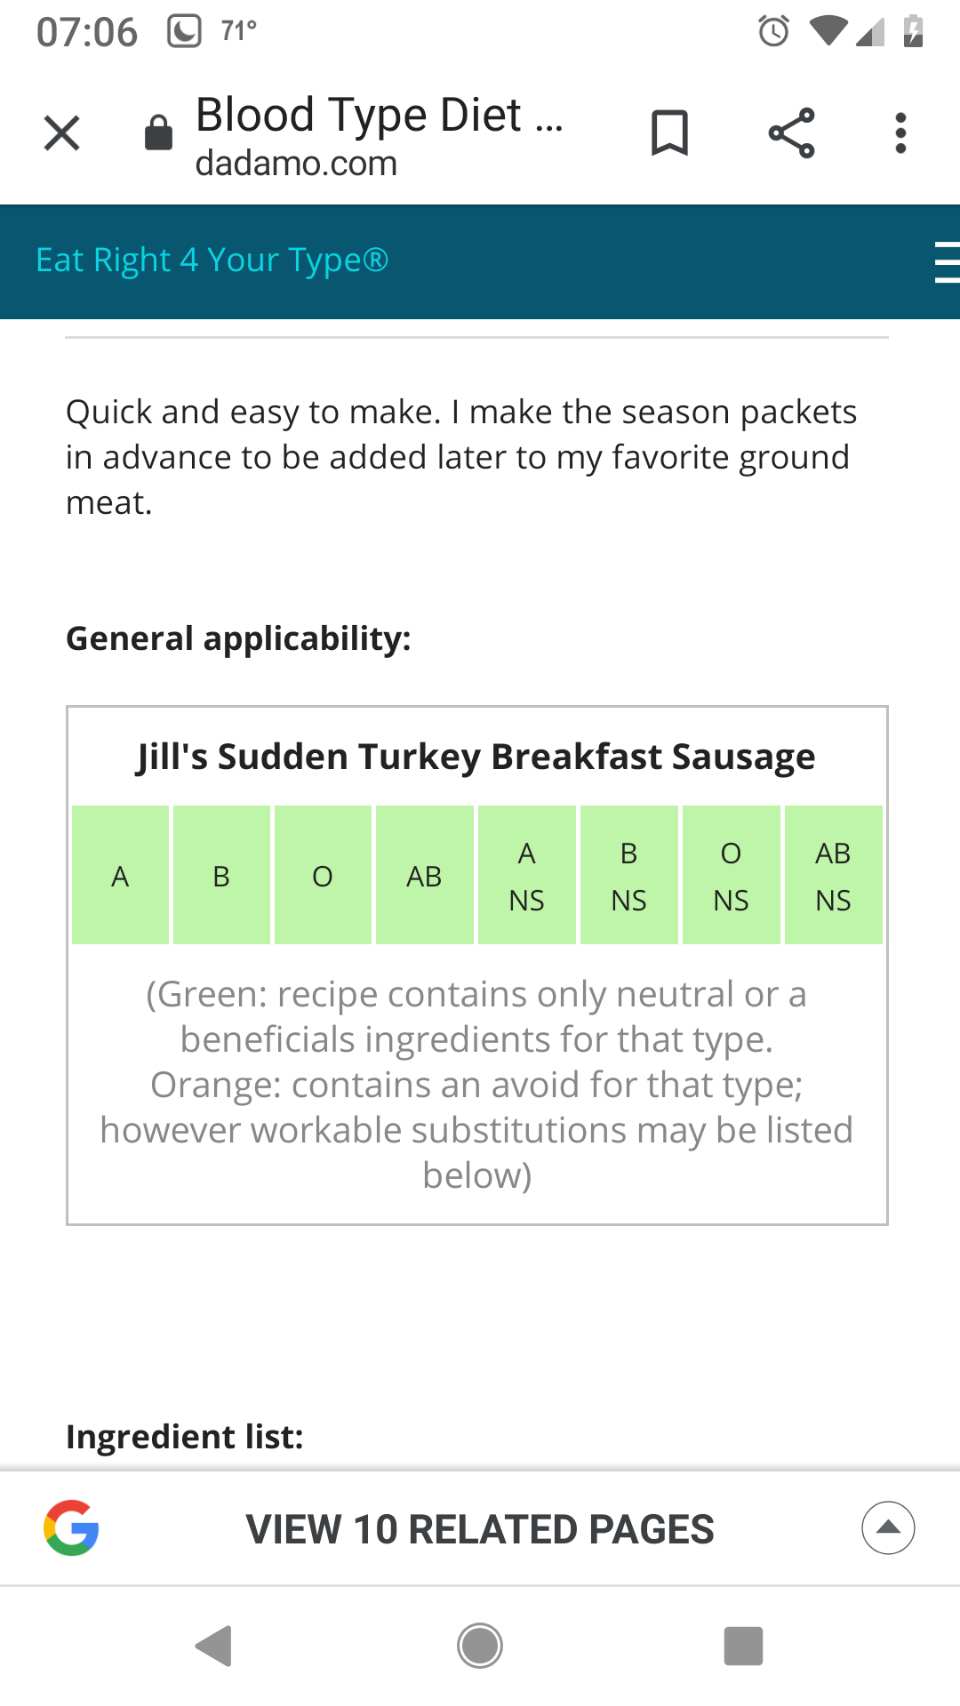 07:06 71°
Blood Type Diet ...
dadamo.com
Eat Right 4 Your Type®
Quick and easy to make. I make the season packets
in advance to be added later to my favorite ground
meat.
General applicability:
Jill's Sudden Turkey Breakfast Sausage
A B O AB A NS B NS O NS AB NS
(Green: recipe contains only neutral or a
beneficials ingredients for that type.
Orange: contains an avoid for that type;
however workable substitutions may be listed
below)
Ingredient list:
G VIEW 10 RELATED PAGES